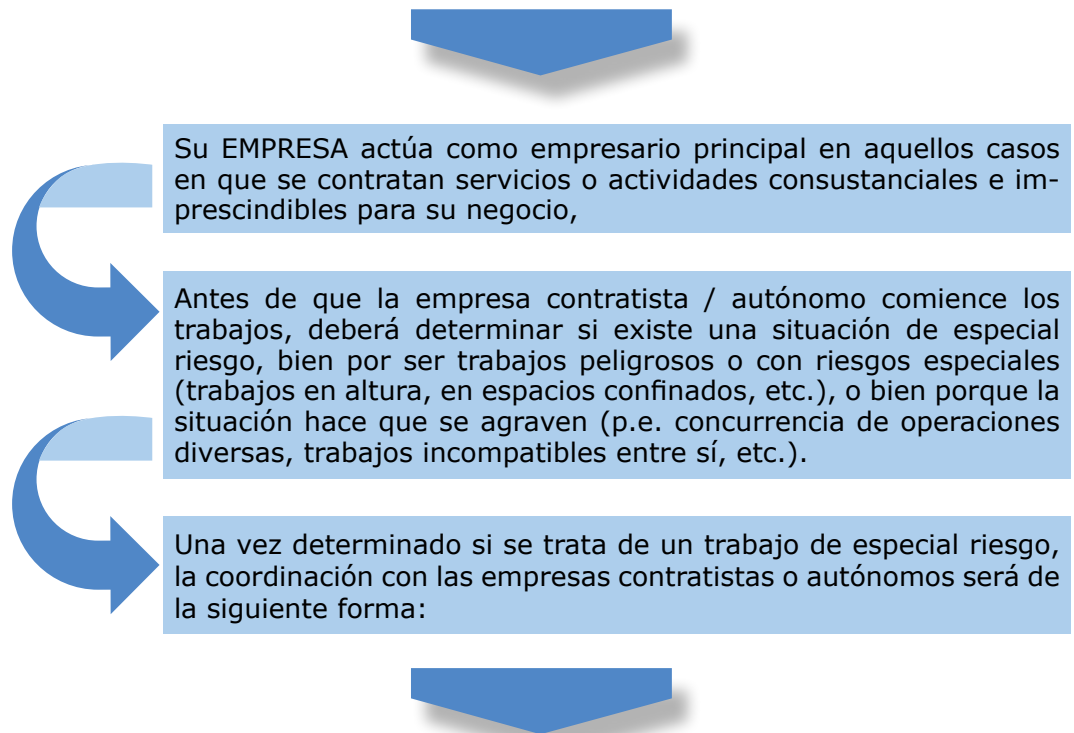 Su EMPRESA actúa como empresario principal en aquellos casos
en que se contratan servicios o actividades consustanciales e im-
prescindibles para su negocio,
Antes de que la empresa contratista / autónomo comience los
trabajos, deberá determinar si existe una situación de especial
riesgo, bien por ser trabajos peligrosos o con riesgos especiales
(trabajos en altura, en espacios confinados, etc.), o bien porque la
situación hace que se agraven (p.e. concurrencia de operaciones
diversas, trabajos incompatibles entre sí, etc.).
Una vez determinado si se trata de un trabajo de especial riesgo,
la coordinación con las empresas contratistas o autónomos será de
la siguiente forma: